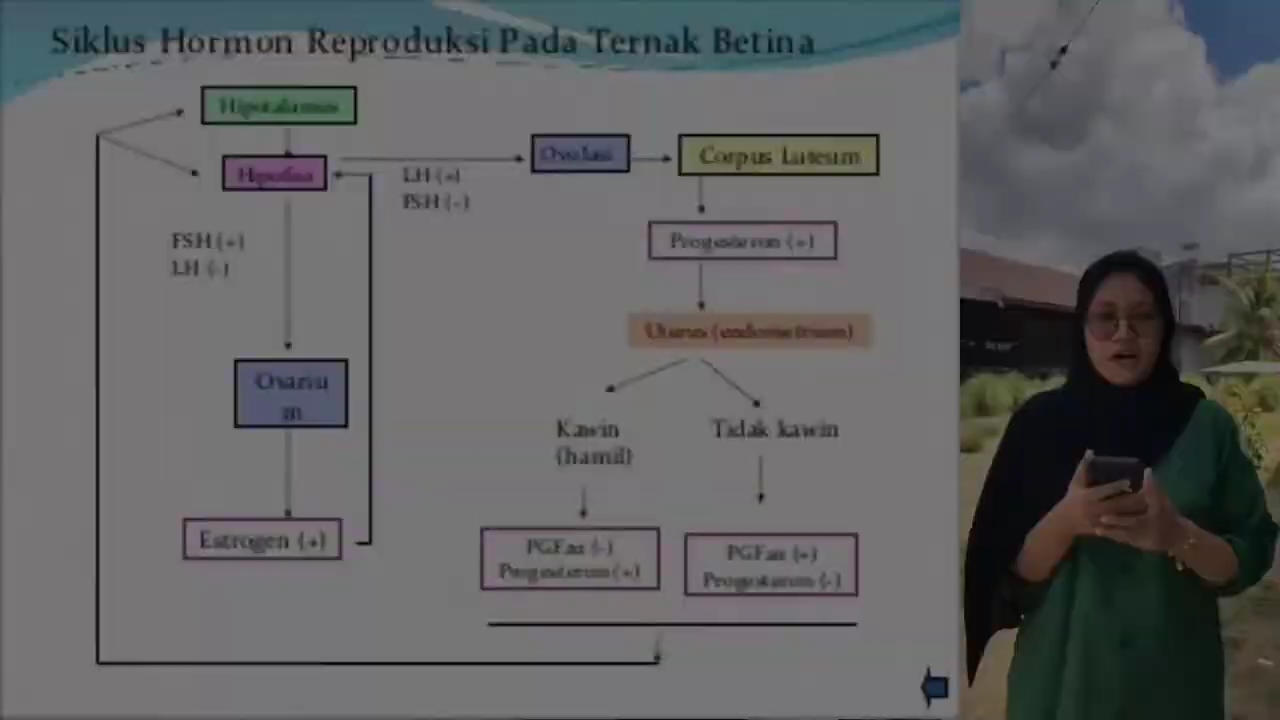 Siklus Hormon Reproduksi Pada Ternak Betina
Hipotalamus
Hipofisa
LH (+)
FSH (-)
Ovulasi
Corpus Luteum
Progesteron (+)
Uterus (endometrium)
FSH (+)
LH (-)
Ovariu
m
Estrogen (+)
Kawin
(hamil)
Tidak kawin
PGF2α (-)
Progesteron (+)
PGF2α (+)
Progesteron (-)